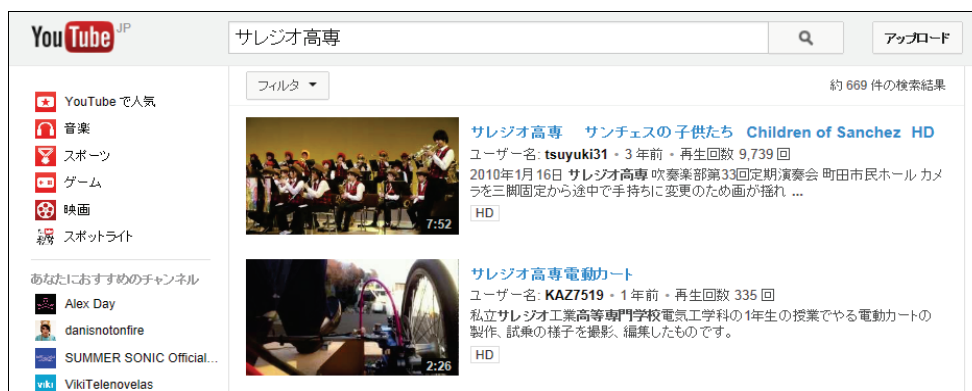 YouTube JP
サレジオ高専
アップロード
フィルタ
約 669 件の検索結果
YouTube で人気
音楽
スポーツ
ゲーム
映画
スポットライト
あなたにおすすめのチャンネル
Alex Day
danisnotonfire
SUMMER SONIC Official...
viki
VikiTelenovelas
サレジオ高専 サンチェスの子供たち Children of Sanchez HD
ユーザー名: tsuyuki31 • 3 年前 • 再生回数 9,739 回
2010年1月16日 サレジオ高専 吹奏楽部第33回定期演奏会 町田市民ホール カメ
ラを三脚固定から途中で手持ちに変更のため画が揺れ ...
HD
7:52
サレジオ高専電動カート
ユーザー名: KAZ7519 • 1 年前 • 再生回数 335 回
私立サレジオ工業高等専門学校電気工学科の1年生の授業でやる電動カートの
製作、試乗の様子を撮影、編集したものです。
HD
2:26